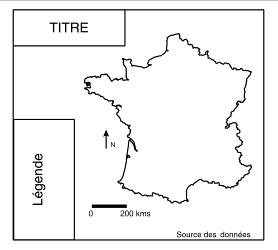 TITRE
Légende
N
0 200 kms
Source des données